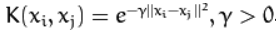 K(xᵢ, xⱼ) = e^{−γ||xᵢ−xⱼ||²}, γ > 0.